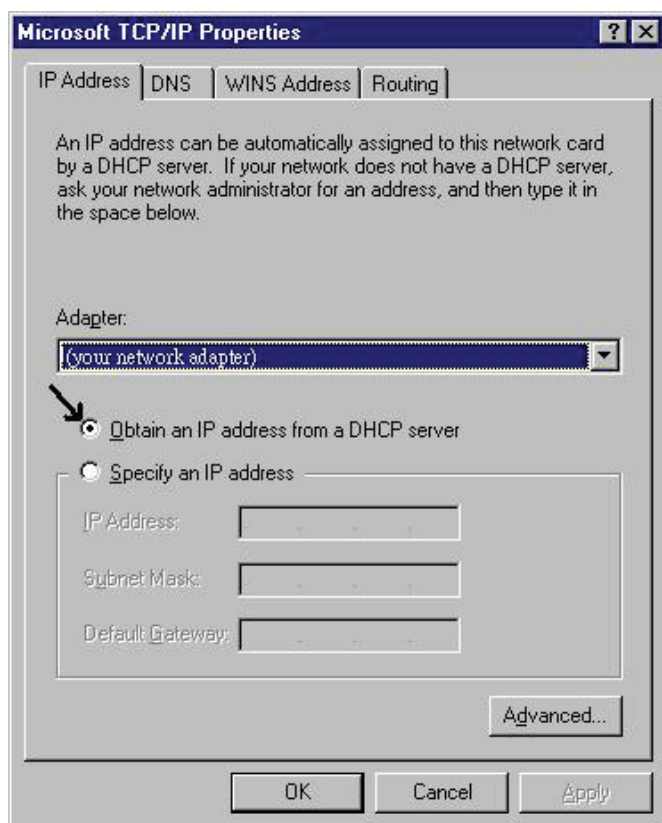 Microsoft TCP/IP Properties
IP Address DNS WINS Address Routing
An IP address can be automatically assigned to this network card
by a DHCP server. If your network does not have a DHCP server,
ask your network administrator for an address, and then type it in
the space below.
Adapter:
(your network adapter)
Obtain an IP address from a DHCP server
Specify an IP address
IP Address:
Subnet Mask:
Default Gateway:
Advanced...
OK Cancel Apply